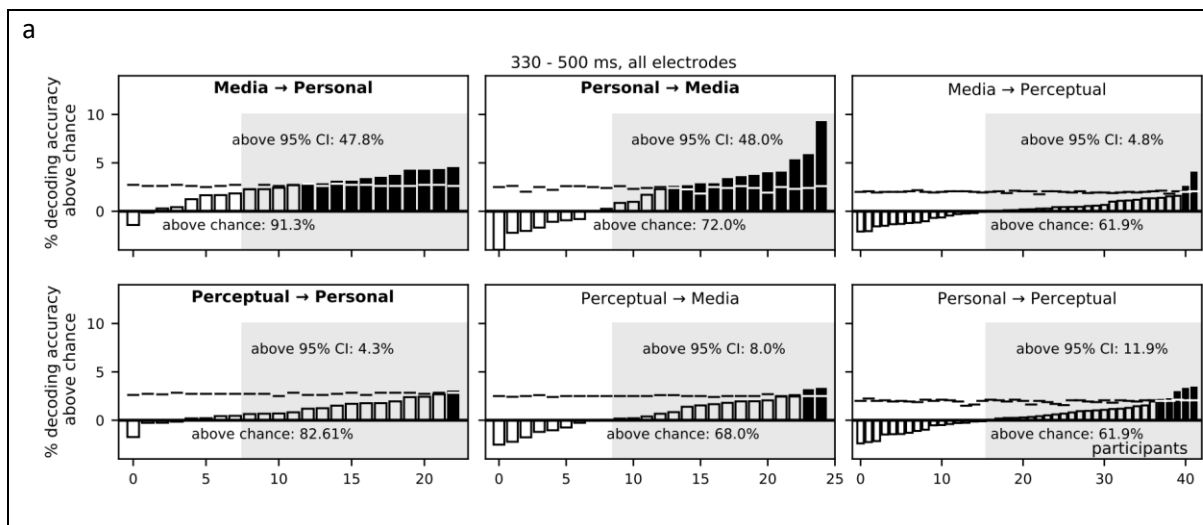 a
330 - 500 ms, all electrodes
Media → Personal
Personal → Media
Media → Perceptual
% decoding accuracy
above chance
10
5
0
above 95% CI: 47.8%
above chance: 91.3%
above 95% CI: 48.0%
above chance: 72.0%
above 95% CI: 4.8%
above chance: 61.9%
Perceptual → Personal
Perceptual → Media
Personal → Perceptual
% decoding accuracy
above chance
10
5
0
above 95% CI: 4.3%
above chance: 82.61%
above 95% CI: 8.0%
above chance: 68.0%
above 95% CI: 11.9%
above chance: 61.9%
participants
0 5 10 15 20
0 5 10 15 20 25
0 10 20 30 40